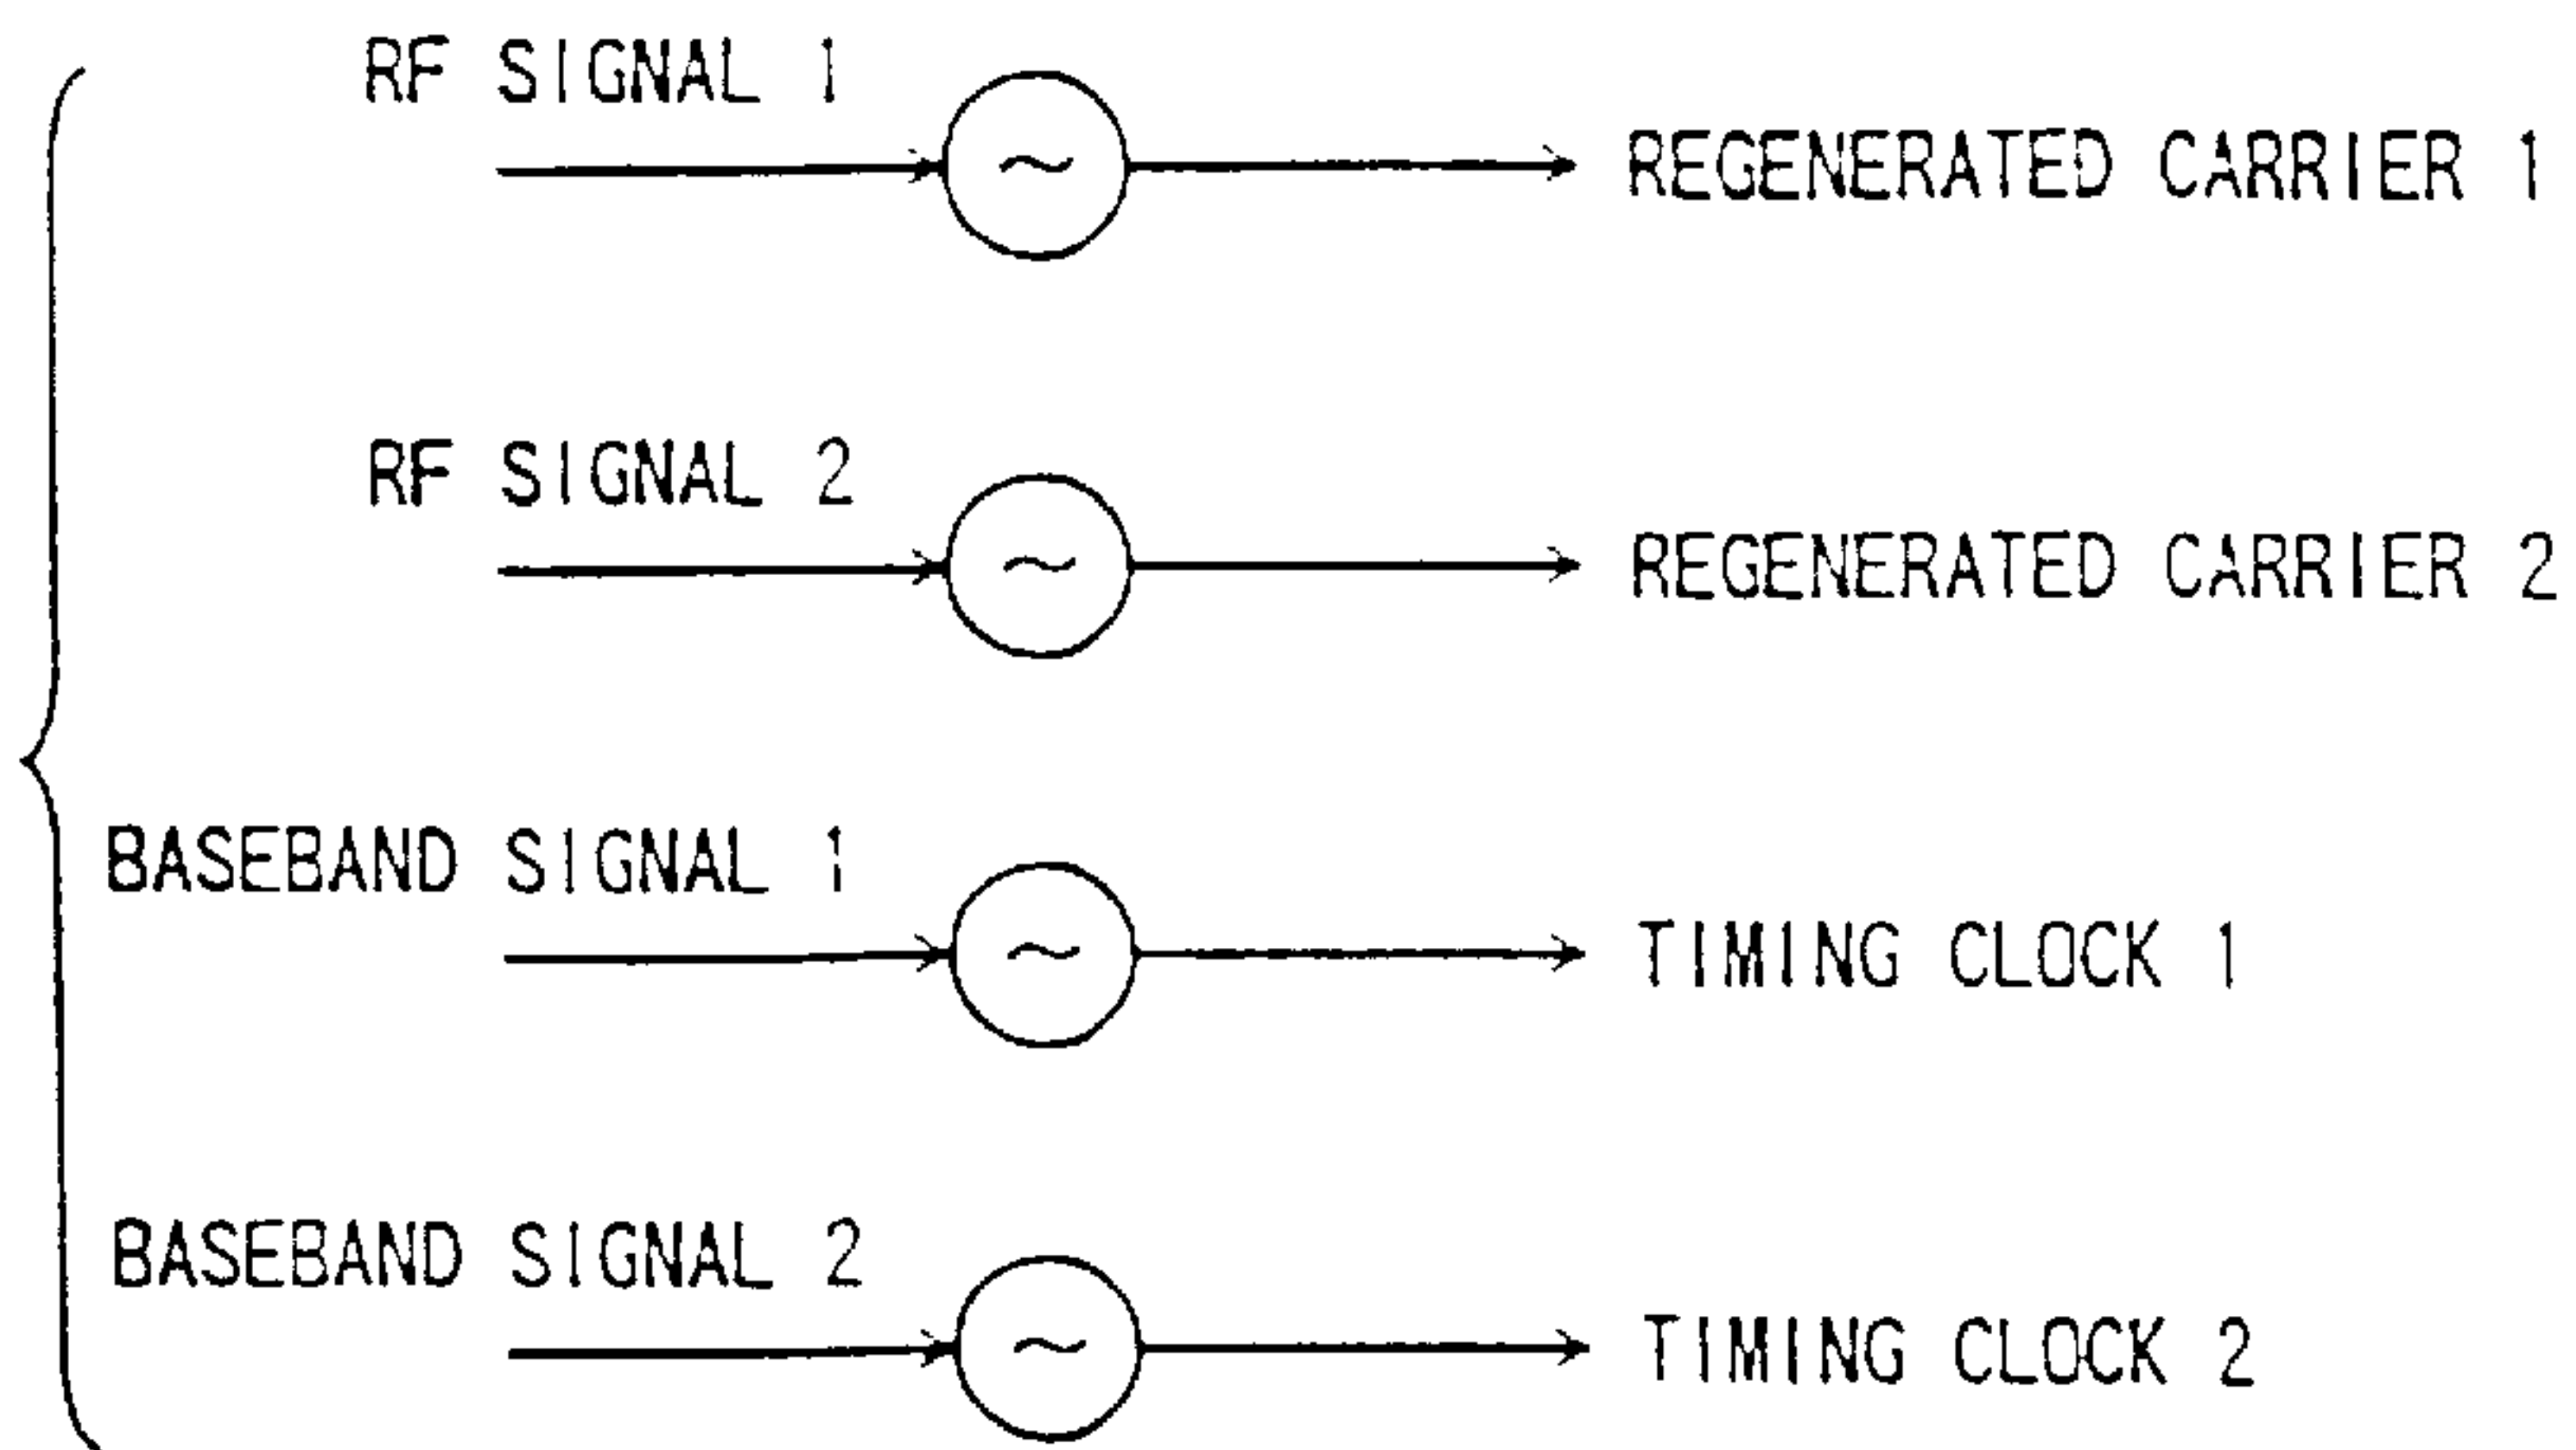 RF SIGNAL 1
REGENERATED CARRIER 1
RF SIGNAL 2
REGENERATED CARRIER 2
BASEBAND SIGNAL 1
TIMING CLOCK 1
BASEBAND SIGNAL 2
TIMING CLOCK 2